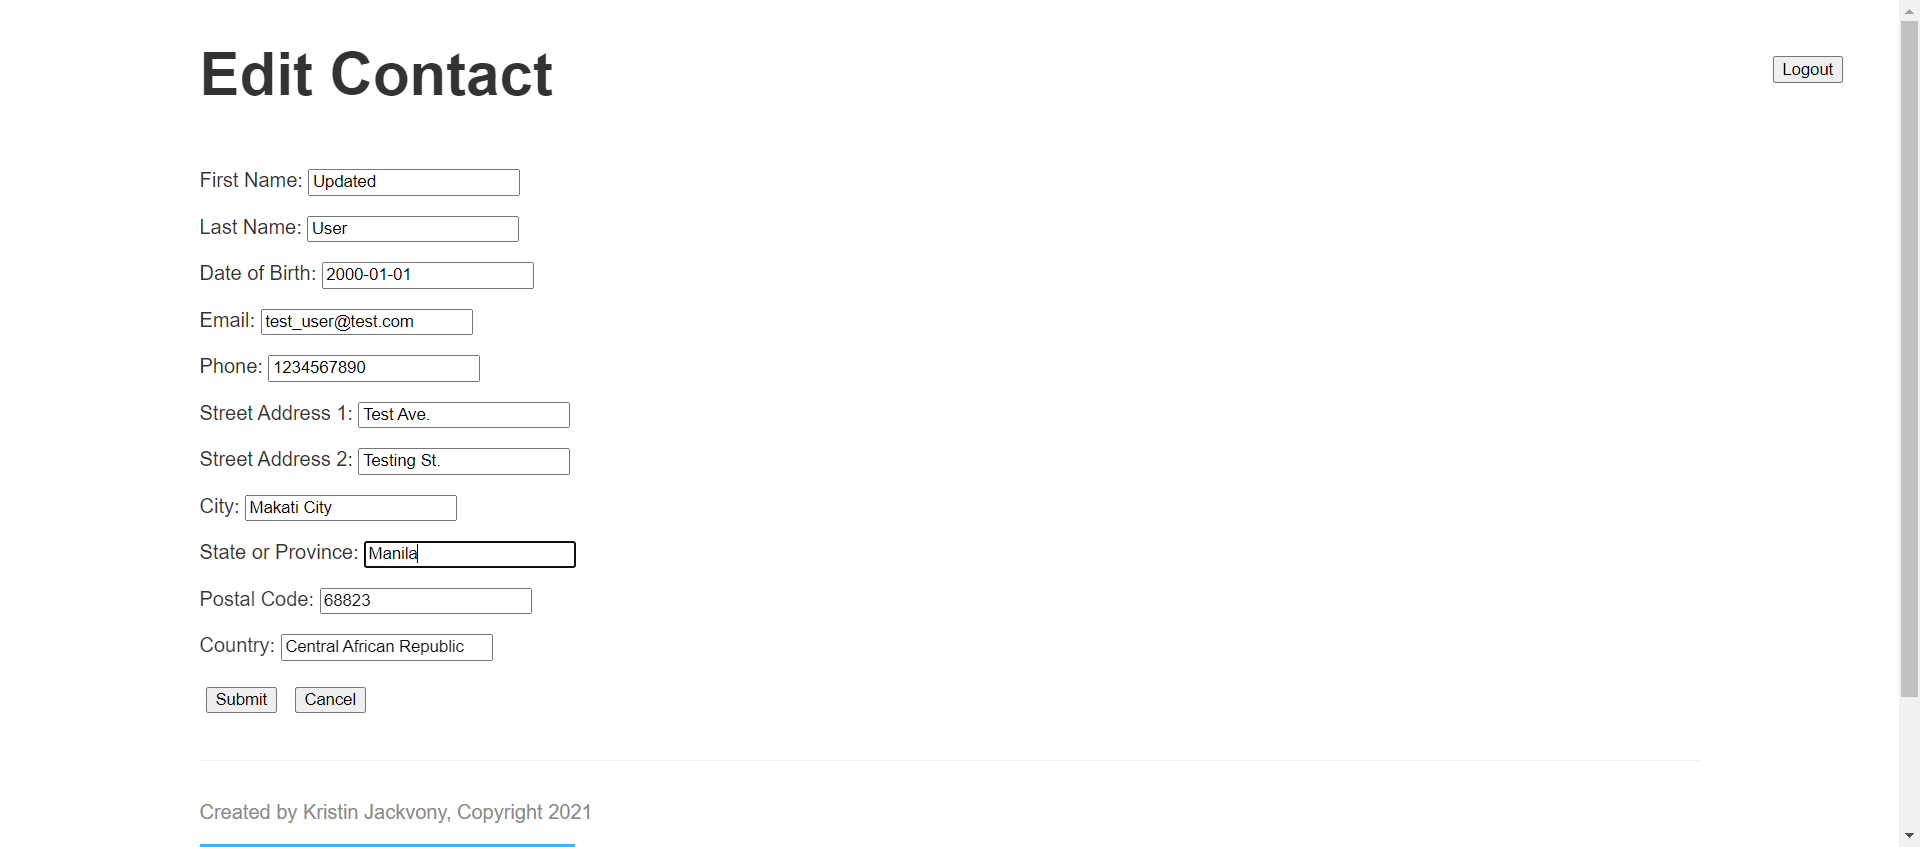 Edit Contact
Logout
First Name: Updated
Last Name: User
Date of Birth: 2000-01-01
Email: test_user@test.com
Phone: 1234567890
Street Address 1: Test Ave.
Street Address 2: Testing St.
City: Makati City
State or Province: Manila
Postal Code: 68823
Country: Central African Republic
Submit Cancel
Created by Kristin Jackvony, Copyright 2021